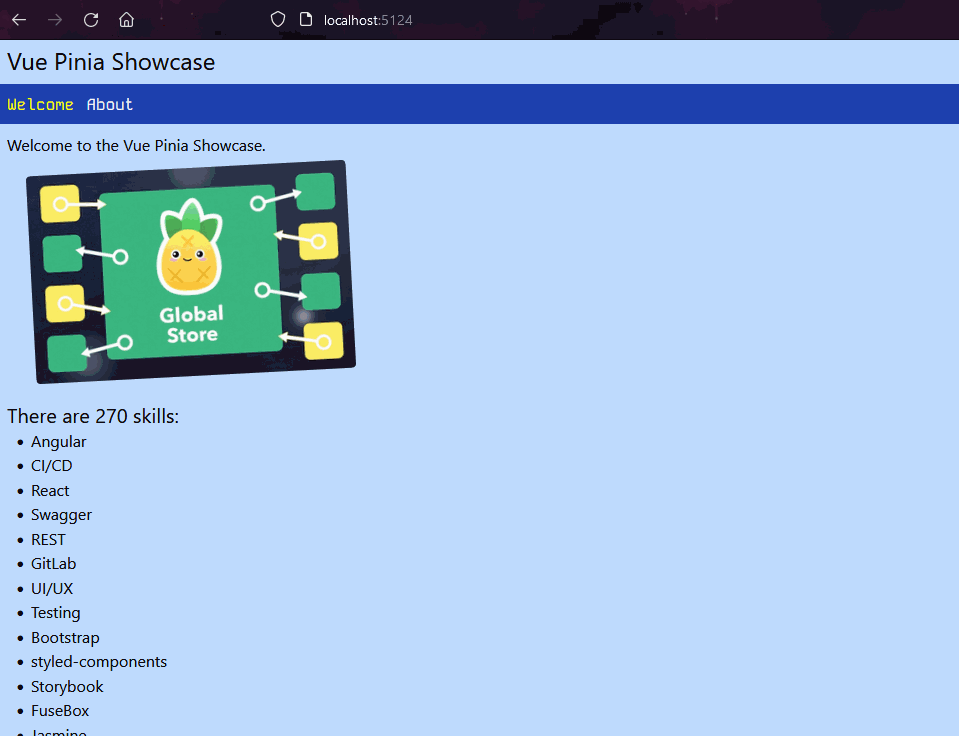 localhost:5124
Vue Pinia Showcase
Welcome About
Welcome to the Vue Pinia Showcase.
Global
Store
There are 270 skills:
Angular
CI/CD
React
Swagger
REST
GitLab
UI/UX
Testing
Bootstrap
styled-components
Storybook
FuseBox
Jasmine